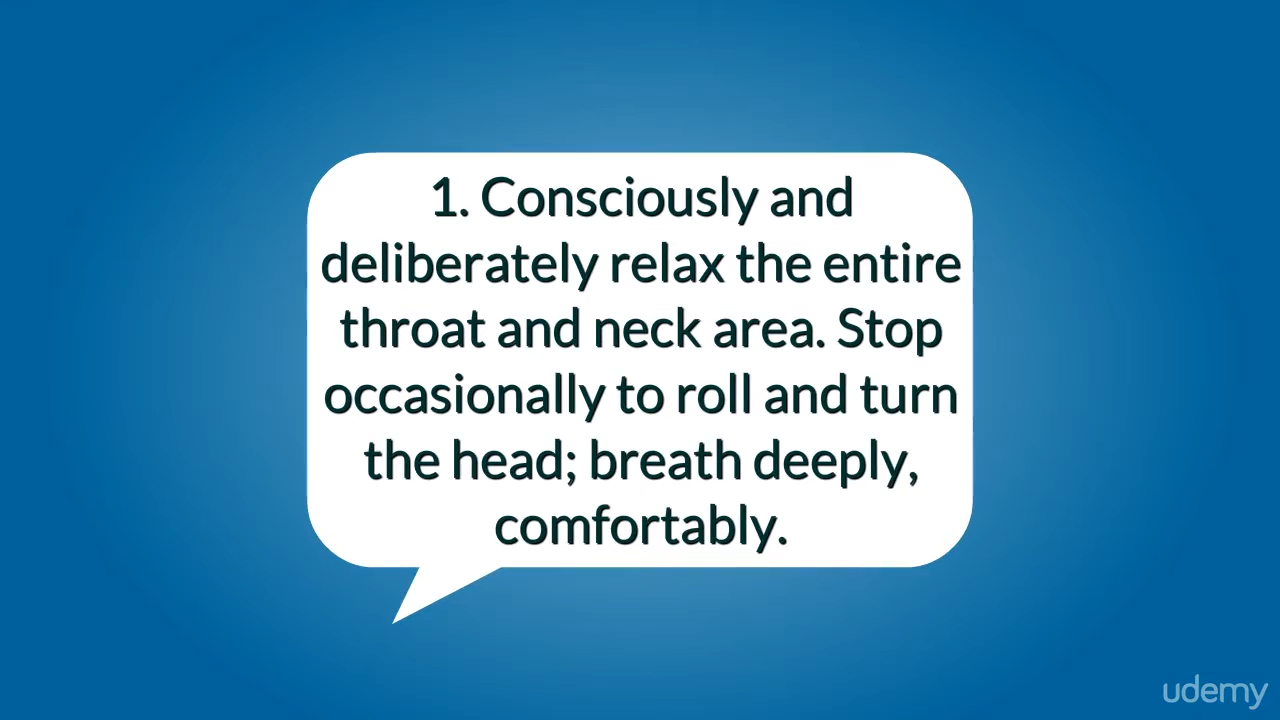 1. Consciously and
deliberately relax the entire
throat and neck area. Stop
occasionally to roll and turn
the head; breath deeply,
comfortably.
udemy